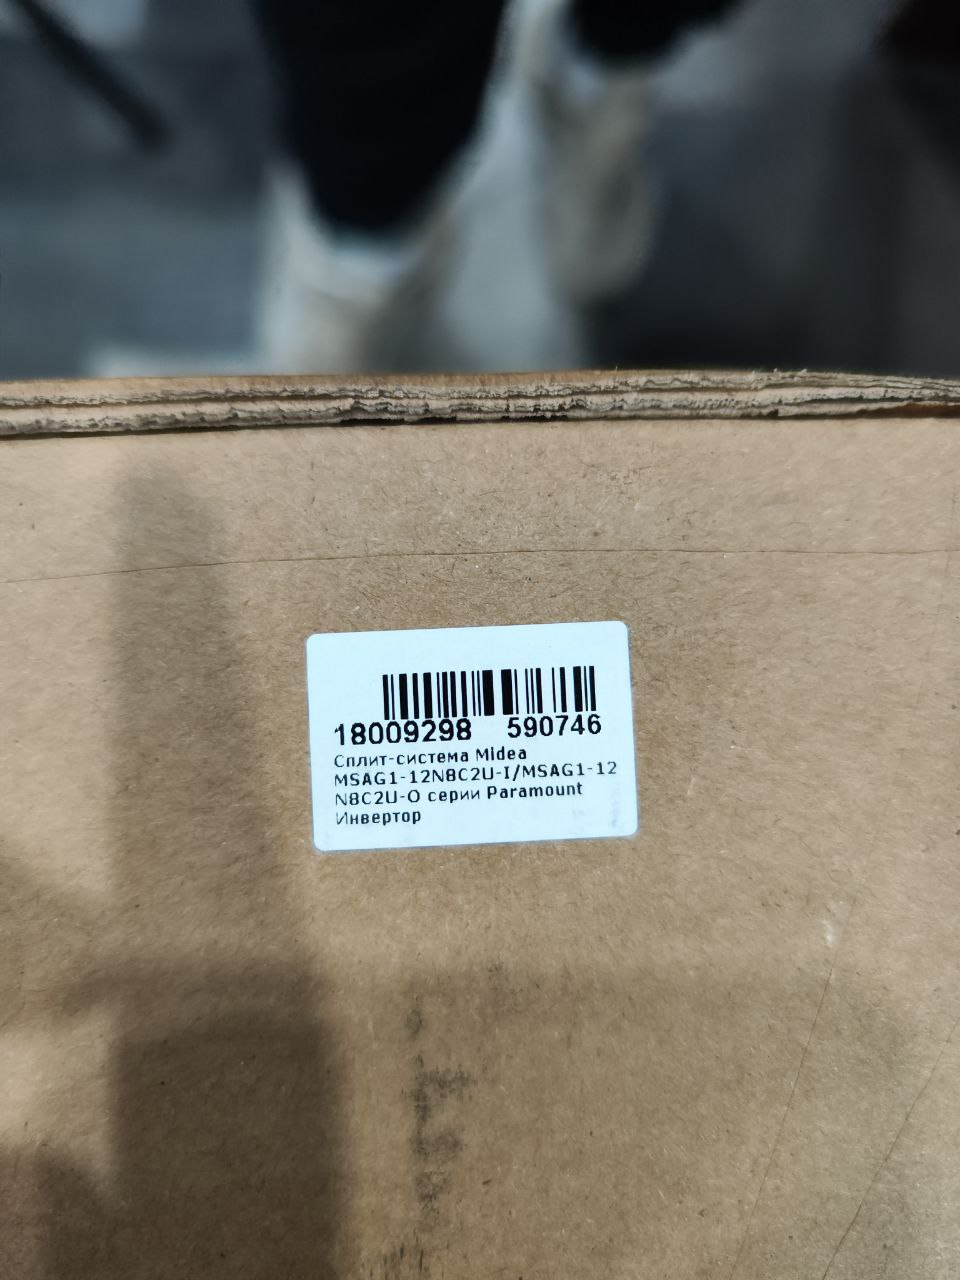 18009298 590746
Сплит-система Midea
MSAG1-12N8C2U-I/MSAG1-12
N8C2U-O серии Paramount
Инвертор